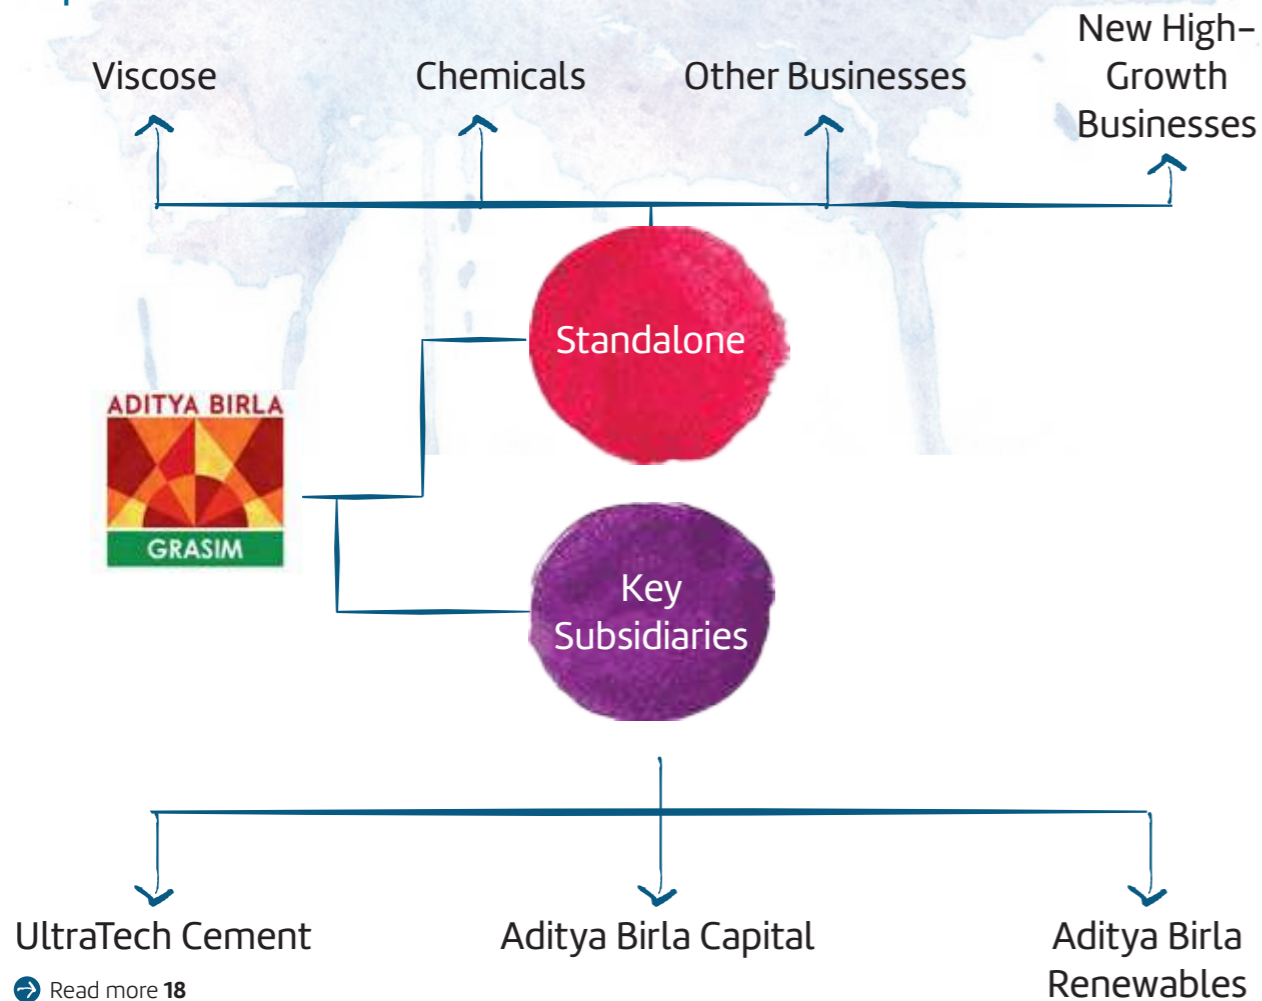 New High-
Viscose Chemicals Other Businesses Growth
Businesses
Standalone
ADITYA BIRLA
GRASIM
Key
Subsidiaries
UltraTech Cement Aditya Birla Capital Aditya Birla
Renewables
Read more 18